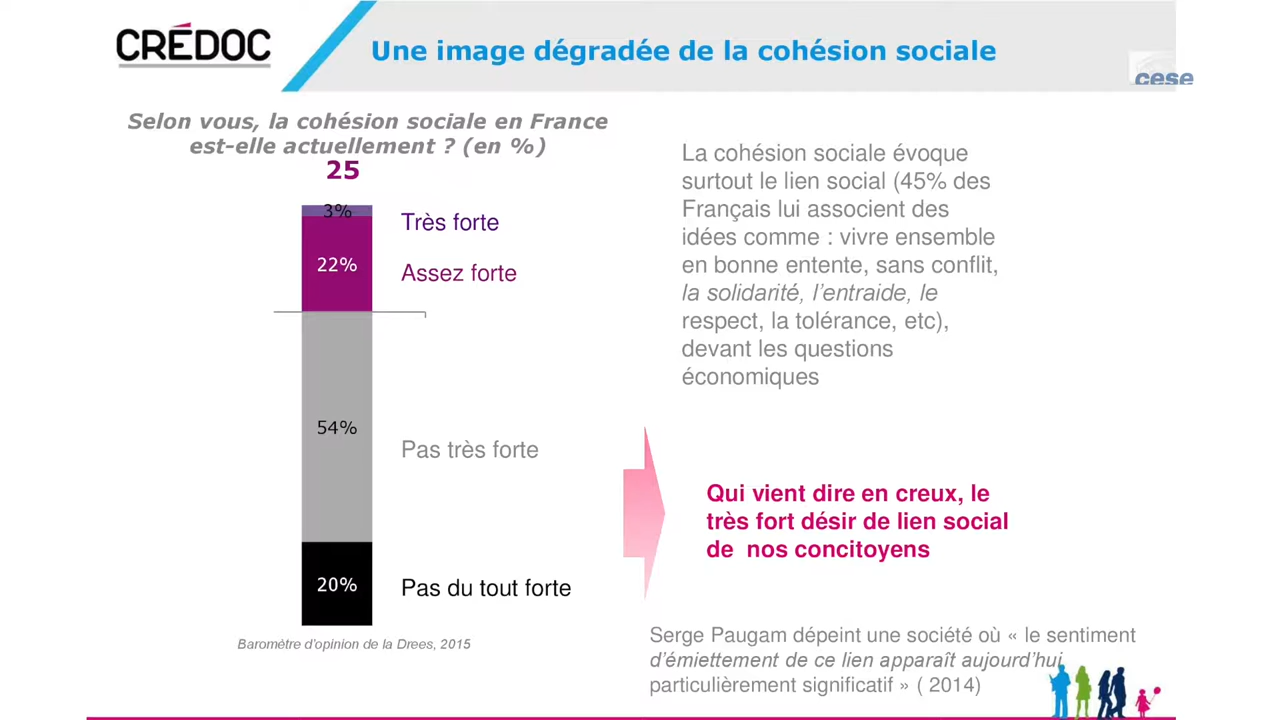 CRÉDOC
Une image dégradée de la cohésion sociale
cese
Selon vous, la cohésion sociale en France
est-elle actuellement ? (en %)
25
3%
Très forte
22%
Assez forte
54%
Pas très forte
20%
Pas du tout forte
Baromètre d'opinion de la Drees, 2015
La cohésion sociale évoque
surtout le lien social (45% des
Français lui associent des
idées comme : vivre ensemble
en bonne entente, sans conflit,
la solidarité, l'entraide, le
respect, la tolérance, etc),
devant les questions
économiques
Qui vient dire en creux, le
très fort désir de lien social
de nos concitoyens
Serge Paugam dépeint une société où « le sentiment
d'émiettement de ce lien apparaît aujourd'hui
particulièrement significatif » ( 2014)